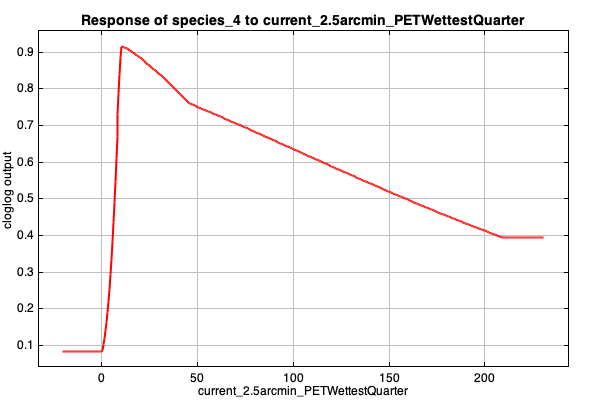 Response of species_4 to current_2.5arcmin_PETWettestQuarter
0.9
0.8
0.7
0.6
0.5
0.4
0.3
0.2
0.1
cloglog output
0 50 100 150 200
current_2.5arcmin_PETWettestQuarter